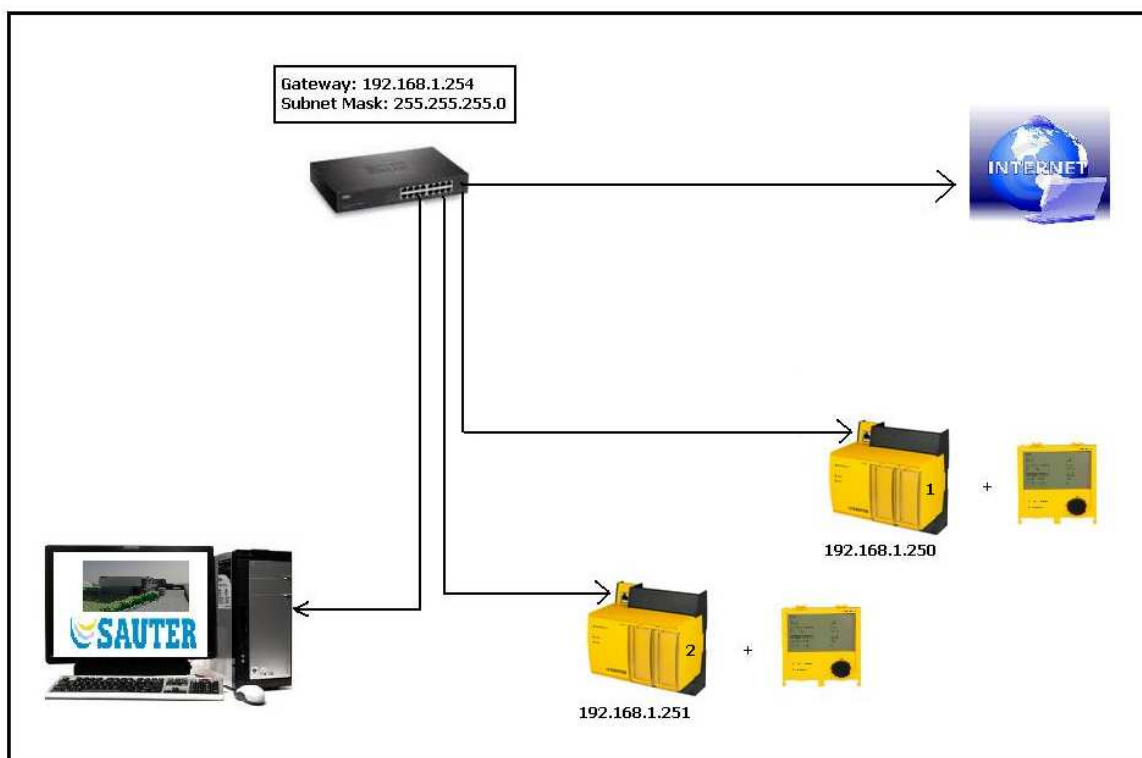 Gateway: 192.168.1.254
Subnet Mask: 255.255.255.0
INTERNET
1
+
192.168.1.250
SAUTER
2
+
192.168.1.251